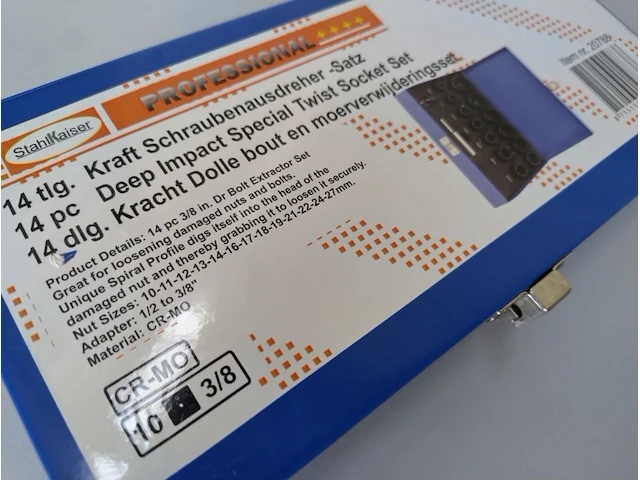 PROFESSIONAL
StahlKaiser
Item nr. 20786
14 tlg. Kraft Schraubenausdreher -Satz
14 pc Deep Impact Special Twist Socket Set
14 dlg. Kracht Dolle bout en moerverwijderingsset.
Product Details: 14 pc 3/8 in. Dr Bolt Extractor Set
Great for loosening damaged nuts and bolts.
Unique Spiral Profile digs itself into the head of the
damaged nut and thereby grabbing it to loosen it securely.
Nut Sizes: 10-11-12-13-14-16-17-18-19-21-22-24-27mm.
Adapter: 1/2 to 3/8"
Material: CR-MO
CR-MO
10 3/8